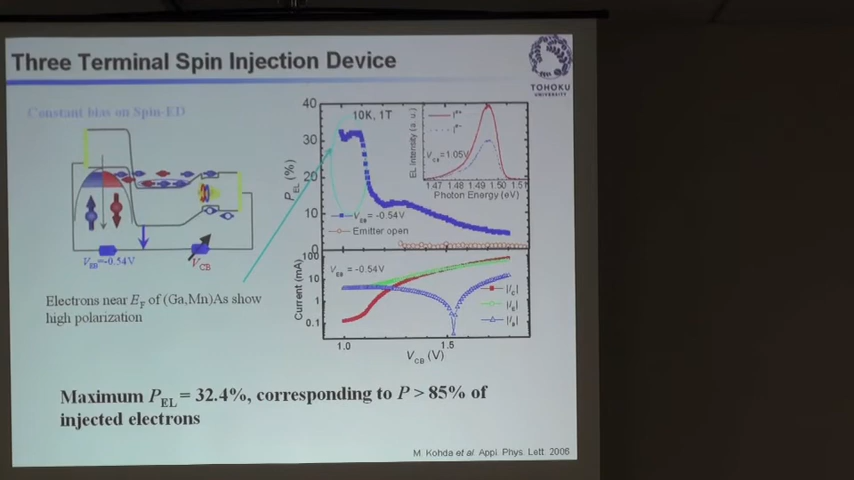 Three Terminal Spin Injection Device
TOHOKU
UNIVERSITY
Constant bias on Spin-ED
V_EB=-0.54V
V_CB
Electrons near E_F of (Ga,Mn)As show
high polarization
40
30
20
10
0
P_EL (%)
10K, 1T
V_EB = -0.54V
Emitter open
EL Intensity (a. u.)
V_CB=1.05V
1.47 1.48 1.49 1.50 1.51
Photon Energy (eV)
100
10
1
0.1
Current (mA)
V_EB = -0.54V
|I_C|
|I_E|
|I_B|
1.0 1.5
V_CB (V)
Maximum P_EL = 32.4%, corresponding to P > 85% of
injected electrons
M Kohda et al Appl Phys Lett 2006